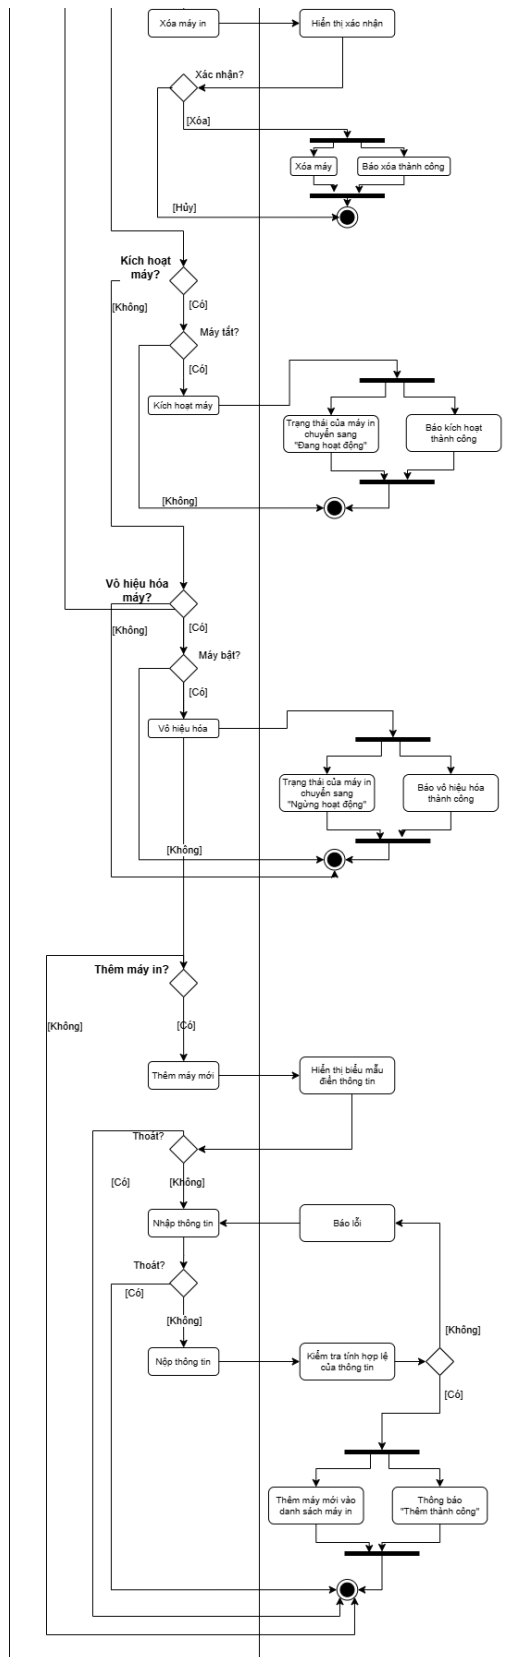 Xóa máy in
Hiển thị xác nhận
Xác nhận?
[Xóa]
Xóa máy
Báo xóa thành công
[Hủy]
Kích hoạt
máy?
[Không]
[Có]
Máy tắt?
[Có]
Kích hoạt máy
Trạng thái của máy in
chuyển sang
"Đang hoạt động"
Báo kích hoạt
thành công
[Không]
Vô hiệu hóa
máy?
[Không]
[Có]
Máy bật?
[Có]
Vô hiệu hóa
Trạng thái của máy in
chuyển sang
"Ngừng hoạt động"
Báo vô hiệu hóa
thành công
[Không]
Thêm máy in?
[Không]
[Có]
Thêm máy mới
Hiển thị biểu mẫu
điền thông tin
Thoát?
[Có]
[Không]
Nhập thông tin
Báo lỗi
Thoát?
[Có]
[Không]
[Không]
Nộp thông tin
Kiểm tra tính hợp lệ
của thông tin
[Có]
Thêm máy mới vào
danh sách máy in
Thông báo
"Thêm thành công"